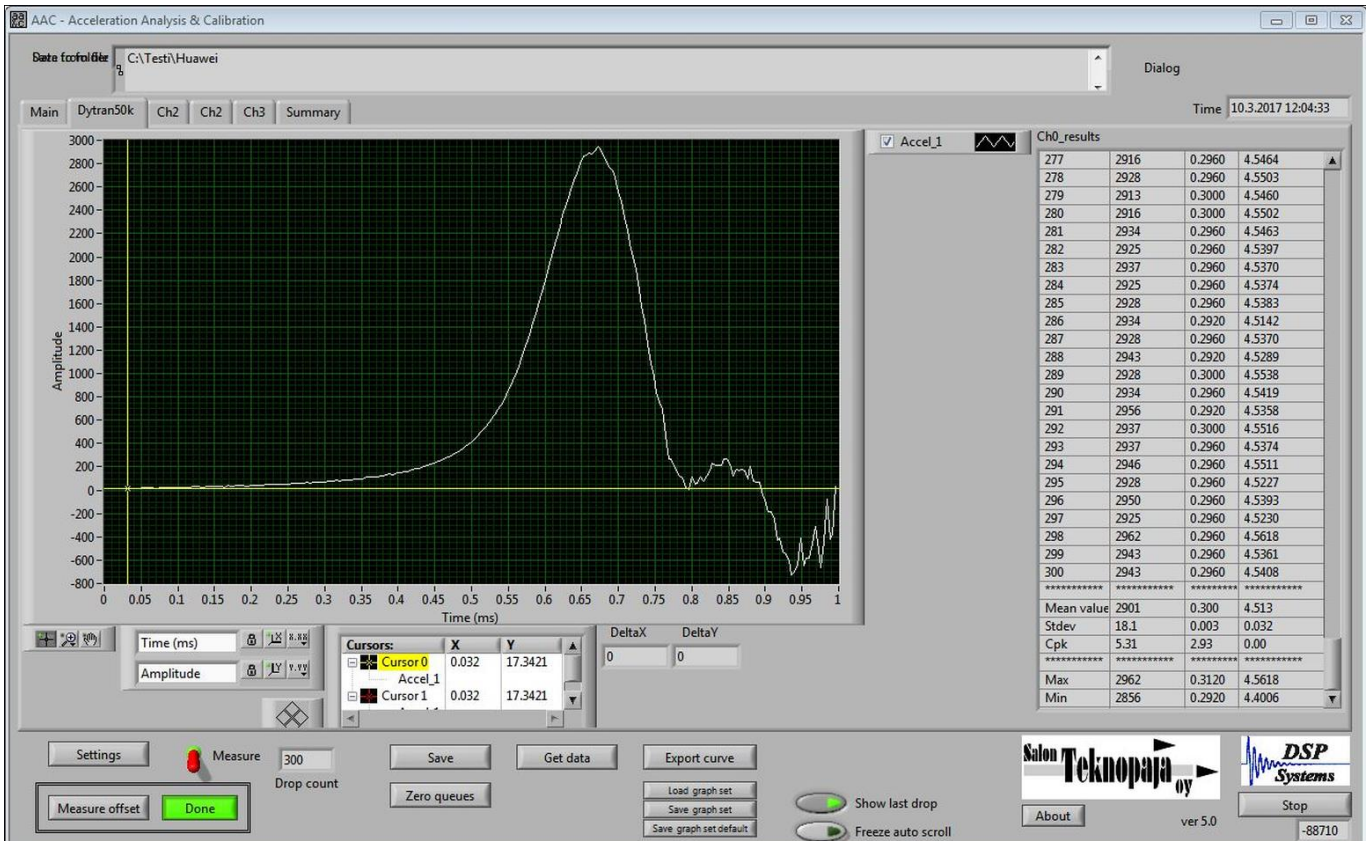 AAC - Acceleration Analysis & Calibration
C:\Testi\Huawei
Dialog
Main Dytran50k Ch2 Ch2 Ch3 Summary
Time 10.3.2017 12:04:33
Accel_1
Ch0_results
3000
2800
2600
2400
2200
2000
1800
1600
1400
1200
1000
800
600
400
200
0
-200
-400
-600
-800
Amplitude
0 0.05 0.1 0.15 0.2 0.25 0.3 0.35 0.4 0.45 0.5 0.55 0.6 0.65 0.7 0.75 0.8 0.85 0.9 0.95 1
Time (ms)
277 2916 0.2960 4.5464
278 2928 0.2960 4.5503
279 2913 0.3000 4.5460
280 2916 0.3000 4.5502
281 2934 0.2960 4.5463
282 2925 0.2960 4.5397
283 2937 0.2960 4.5370
284 2925 0.2960 4.5374
285 2928 0.2960 4.5383
286 2934 0.2920 4.5142
287 2928 0.2960 4.5370
288 2943 0.2920 4.5289
289 2928 0.3000 4.5538
290 2934 0.2960 4.5419
291 2956 0.2920 4.5358
292 2937 0.3000 4.5516
293 2937 0.2960 4.5374
294 2946 0.2960 4.5511
295 2928 0.2960 4.5227
296 2950 0.2960 4.5393
297 2925 0.2960 4.5230
298 2962 0.2960 4.5618
299 2943 0.2960 4.5361
300 2943 0.2960 4.5408
*********** *********** ********* ***********
Mean value 2901 0.300 4.513
Stdev 18.1 0.003 0.032
Cpk 5.31 2.93 0.00
*********** *********** ********* ***********
Max 2962 0.3120 4.5618
Min 2856 0.2920 4.4006
Time (ms)
Amplitude
Cursors: X Y
Cursor 0 0.032 17.3421
Accel_1
Cursor 1 0.032 17.3421
DeltaX DeltaY
0 0
Settings
Measure
300
Drop count
Measure offset
Done
Save
Zero queues
Get data
Export curve
Load graph set
Save graph set
Save graph set default
Show last drop
Freeze auto scroll
Salon Teknopaja oy
DSP Systems
About
ver 5.0
Stop
-88710